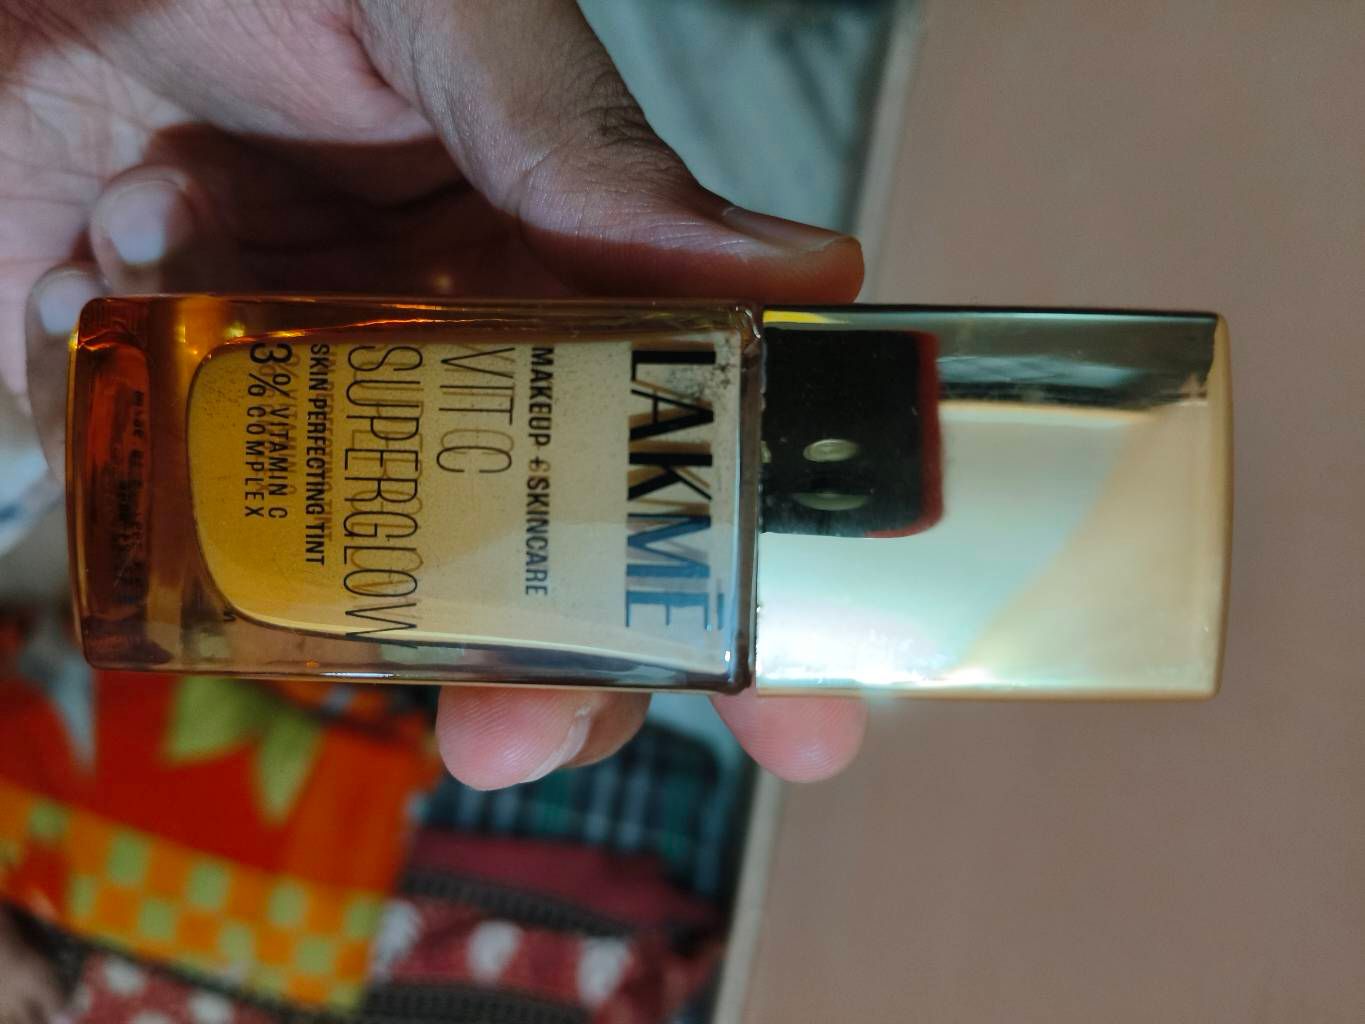 LAKMĒ
MAKEUP + SKINCARE
VIT C
SUPERGLOW
SKIN PERFECTING TINT
3% VITAMIN C
COMPLEX